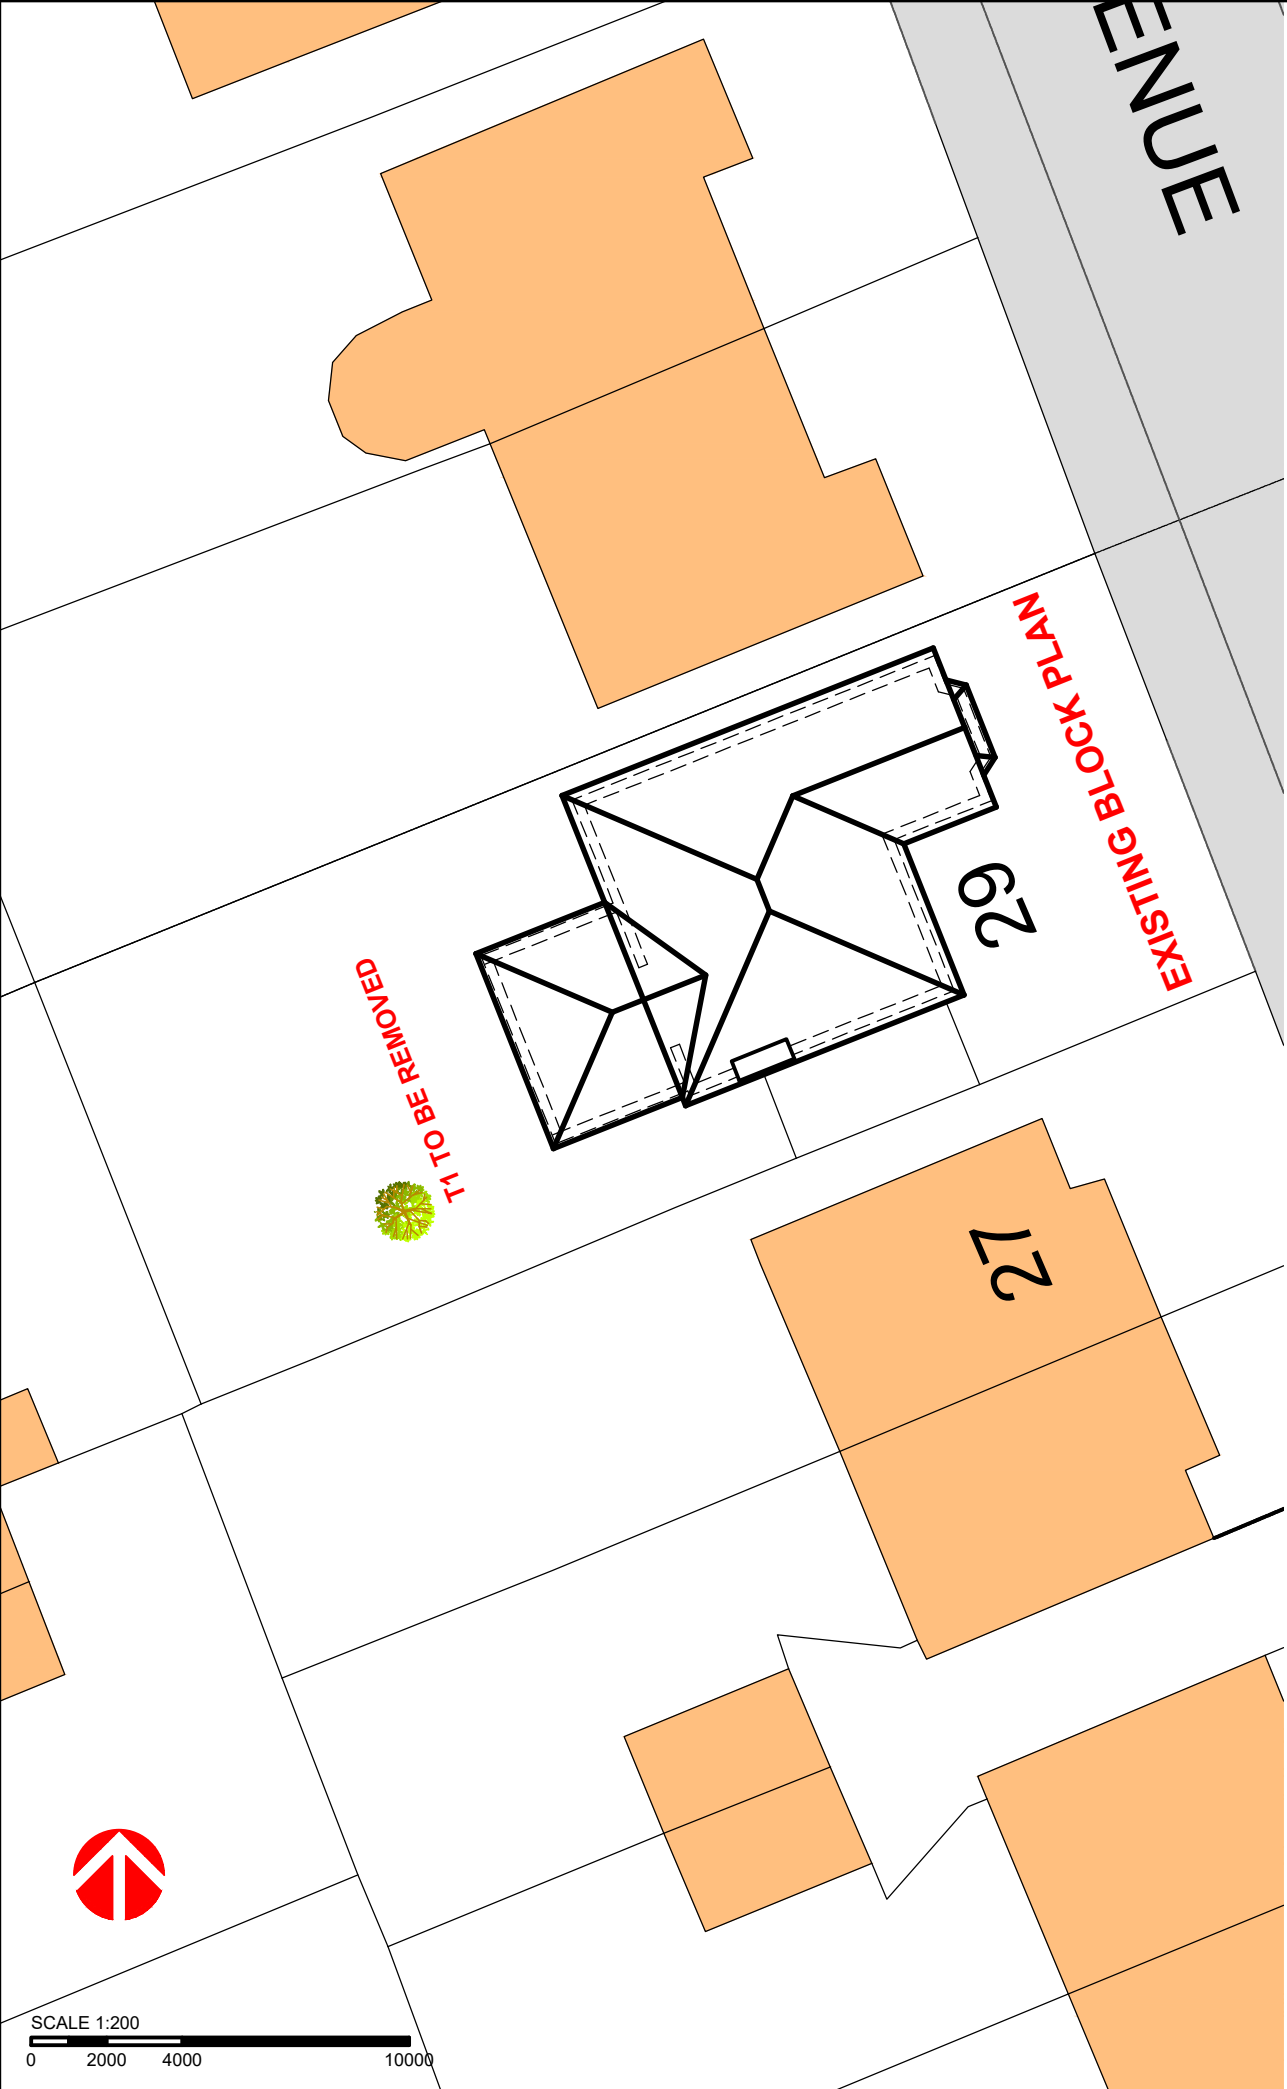 ENUE
EXISTING BLOCK PLAN
29
T1 TO BE REMOVED
27
SCALE 1:200
0 2000 4000 10000